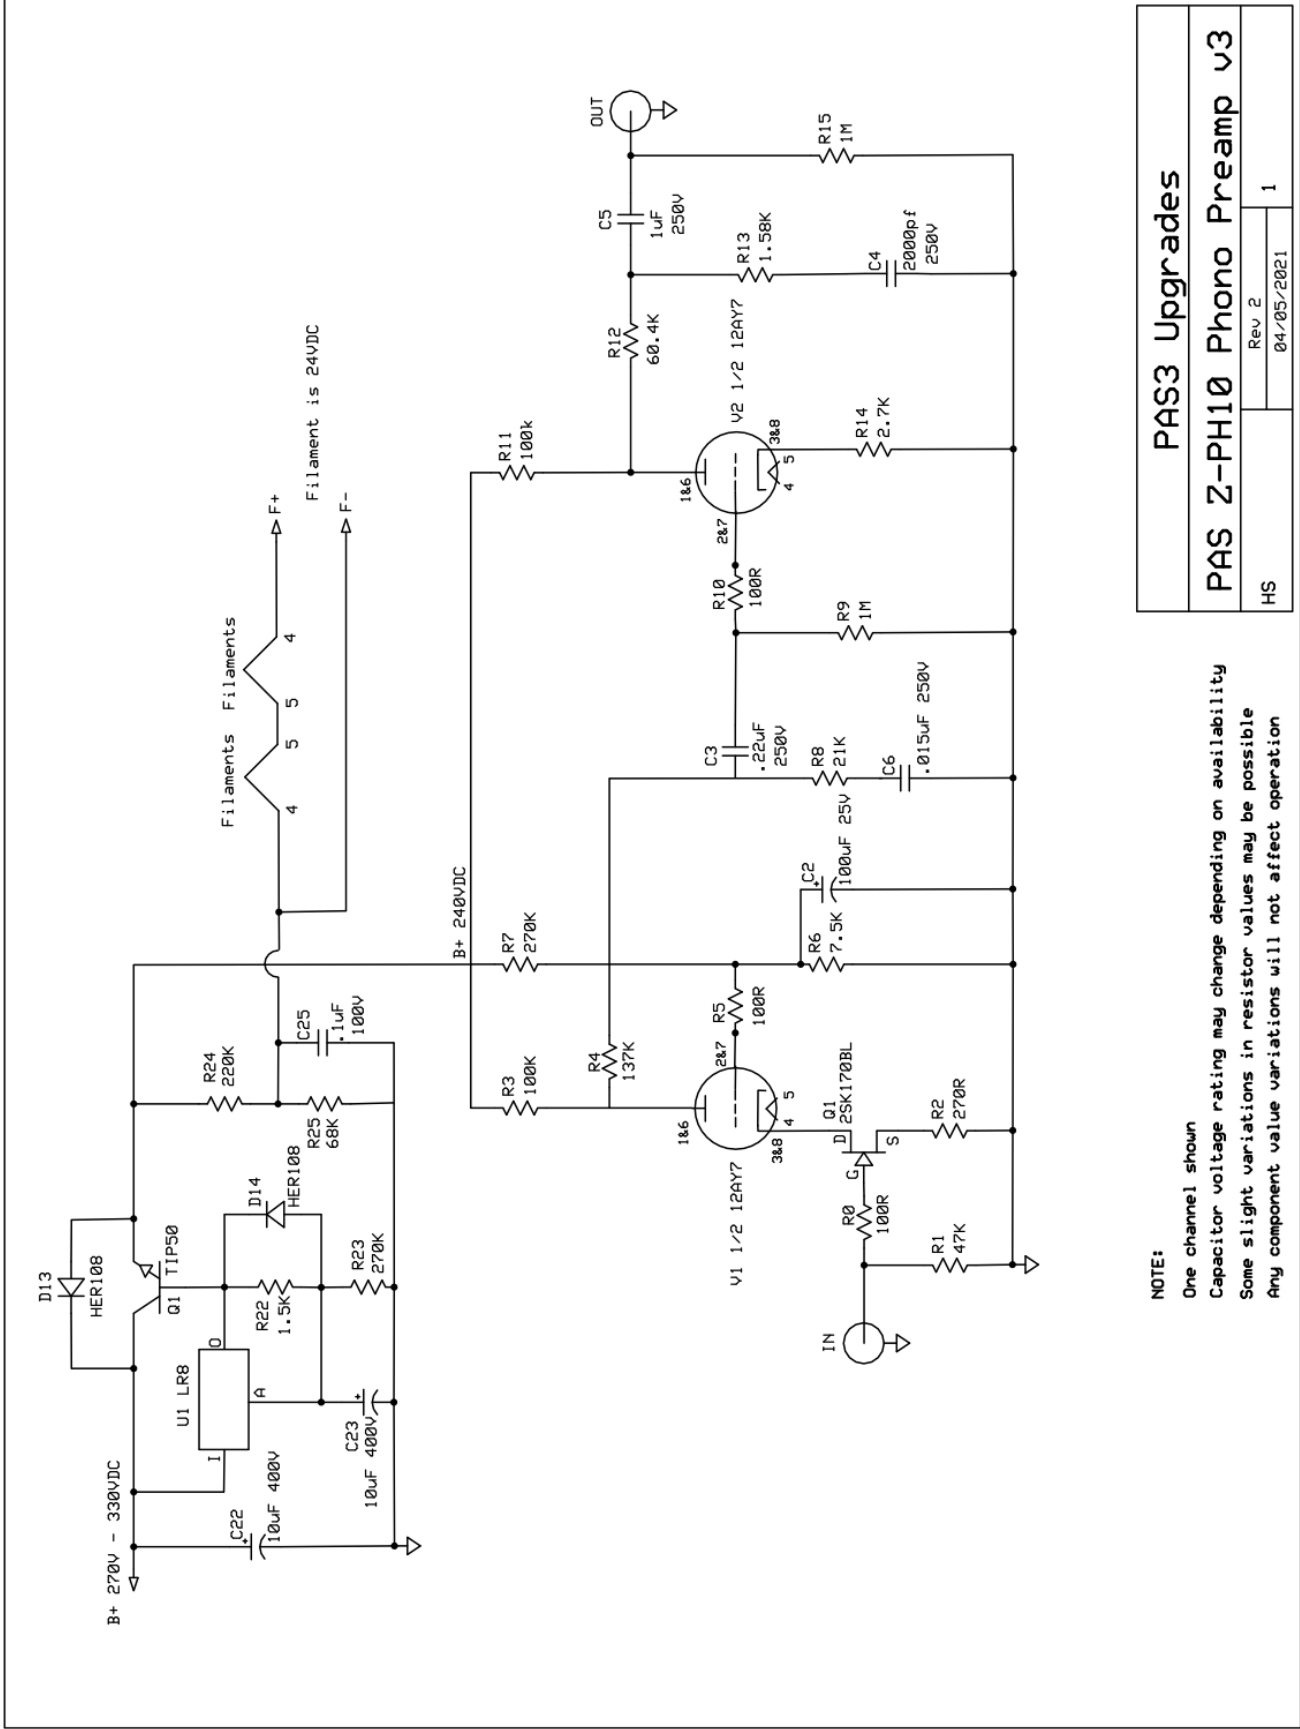 B+ 270V - 330VDC
C22
10uF 400V
U1 LR8
I
O
A
C23
10uF 400V
D13
HER108
Q1
TIP50
R22
1.5K
D14
HER108
R23
270K
R24
220K
R25
68K
C25
.1uF
100V
Filaments
Filaments
4
5
5
4
F+
F-
Filament is 24VDC
B+ 240VDC
R3
100K
R7
270K
R11
100k
R4
137K
V1 1/2 12AY7
1&6
2&7
3&8
4
5
R5
100R
IN
R0
100R
R1
47K
Q1
2SK170BL
D
G
S
R2
270R
R6
7.5K
C2
100uF 25V
C3
.22uF
250V
R8
21K
C6
.015uF 250V
R9
1M
R10
100R
V2 1/2 12AY7
1&6
2&7
3&8
4
5
R14
2.7K
R12
60.4K
R13
1.58K
C4
2000pf
250V
C5
1uF
250V
R15
1M
OUT
NOTE:
One channel shown
Capacitor voltage rating may change depending on availability
Some slight variations in resistor values may be possible
Any component value variations will not affect operation
PAS3 Upgrades
PAS Z-PH10 Phono Preamp v3
HS
Rev 2
04/05/2021
1